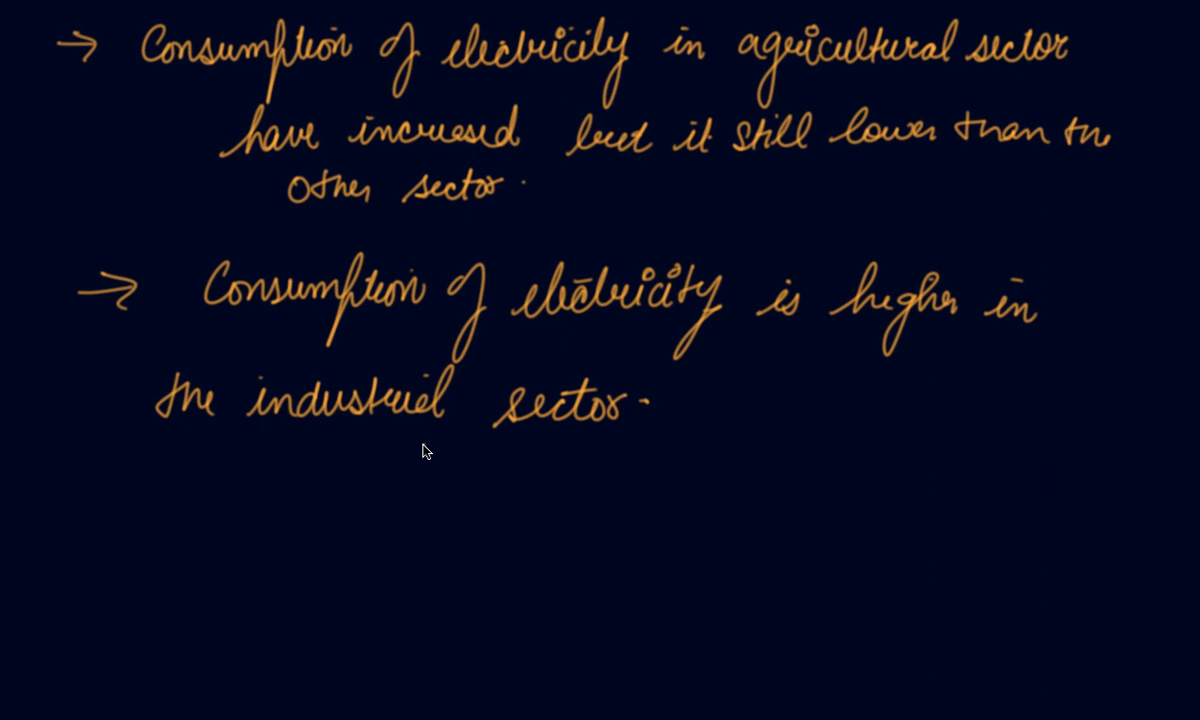 → Consumption of electricity in agricultural sector
have increased but it still lower than the
other sector.
→ Consumption of electricity is higher in
the industrial sector.